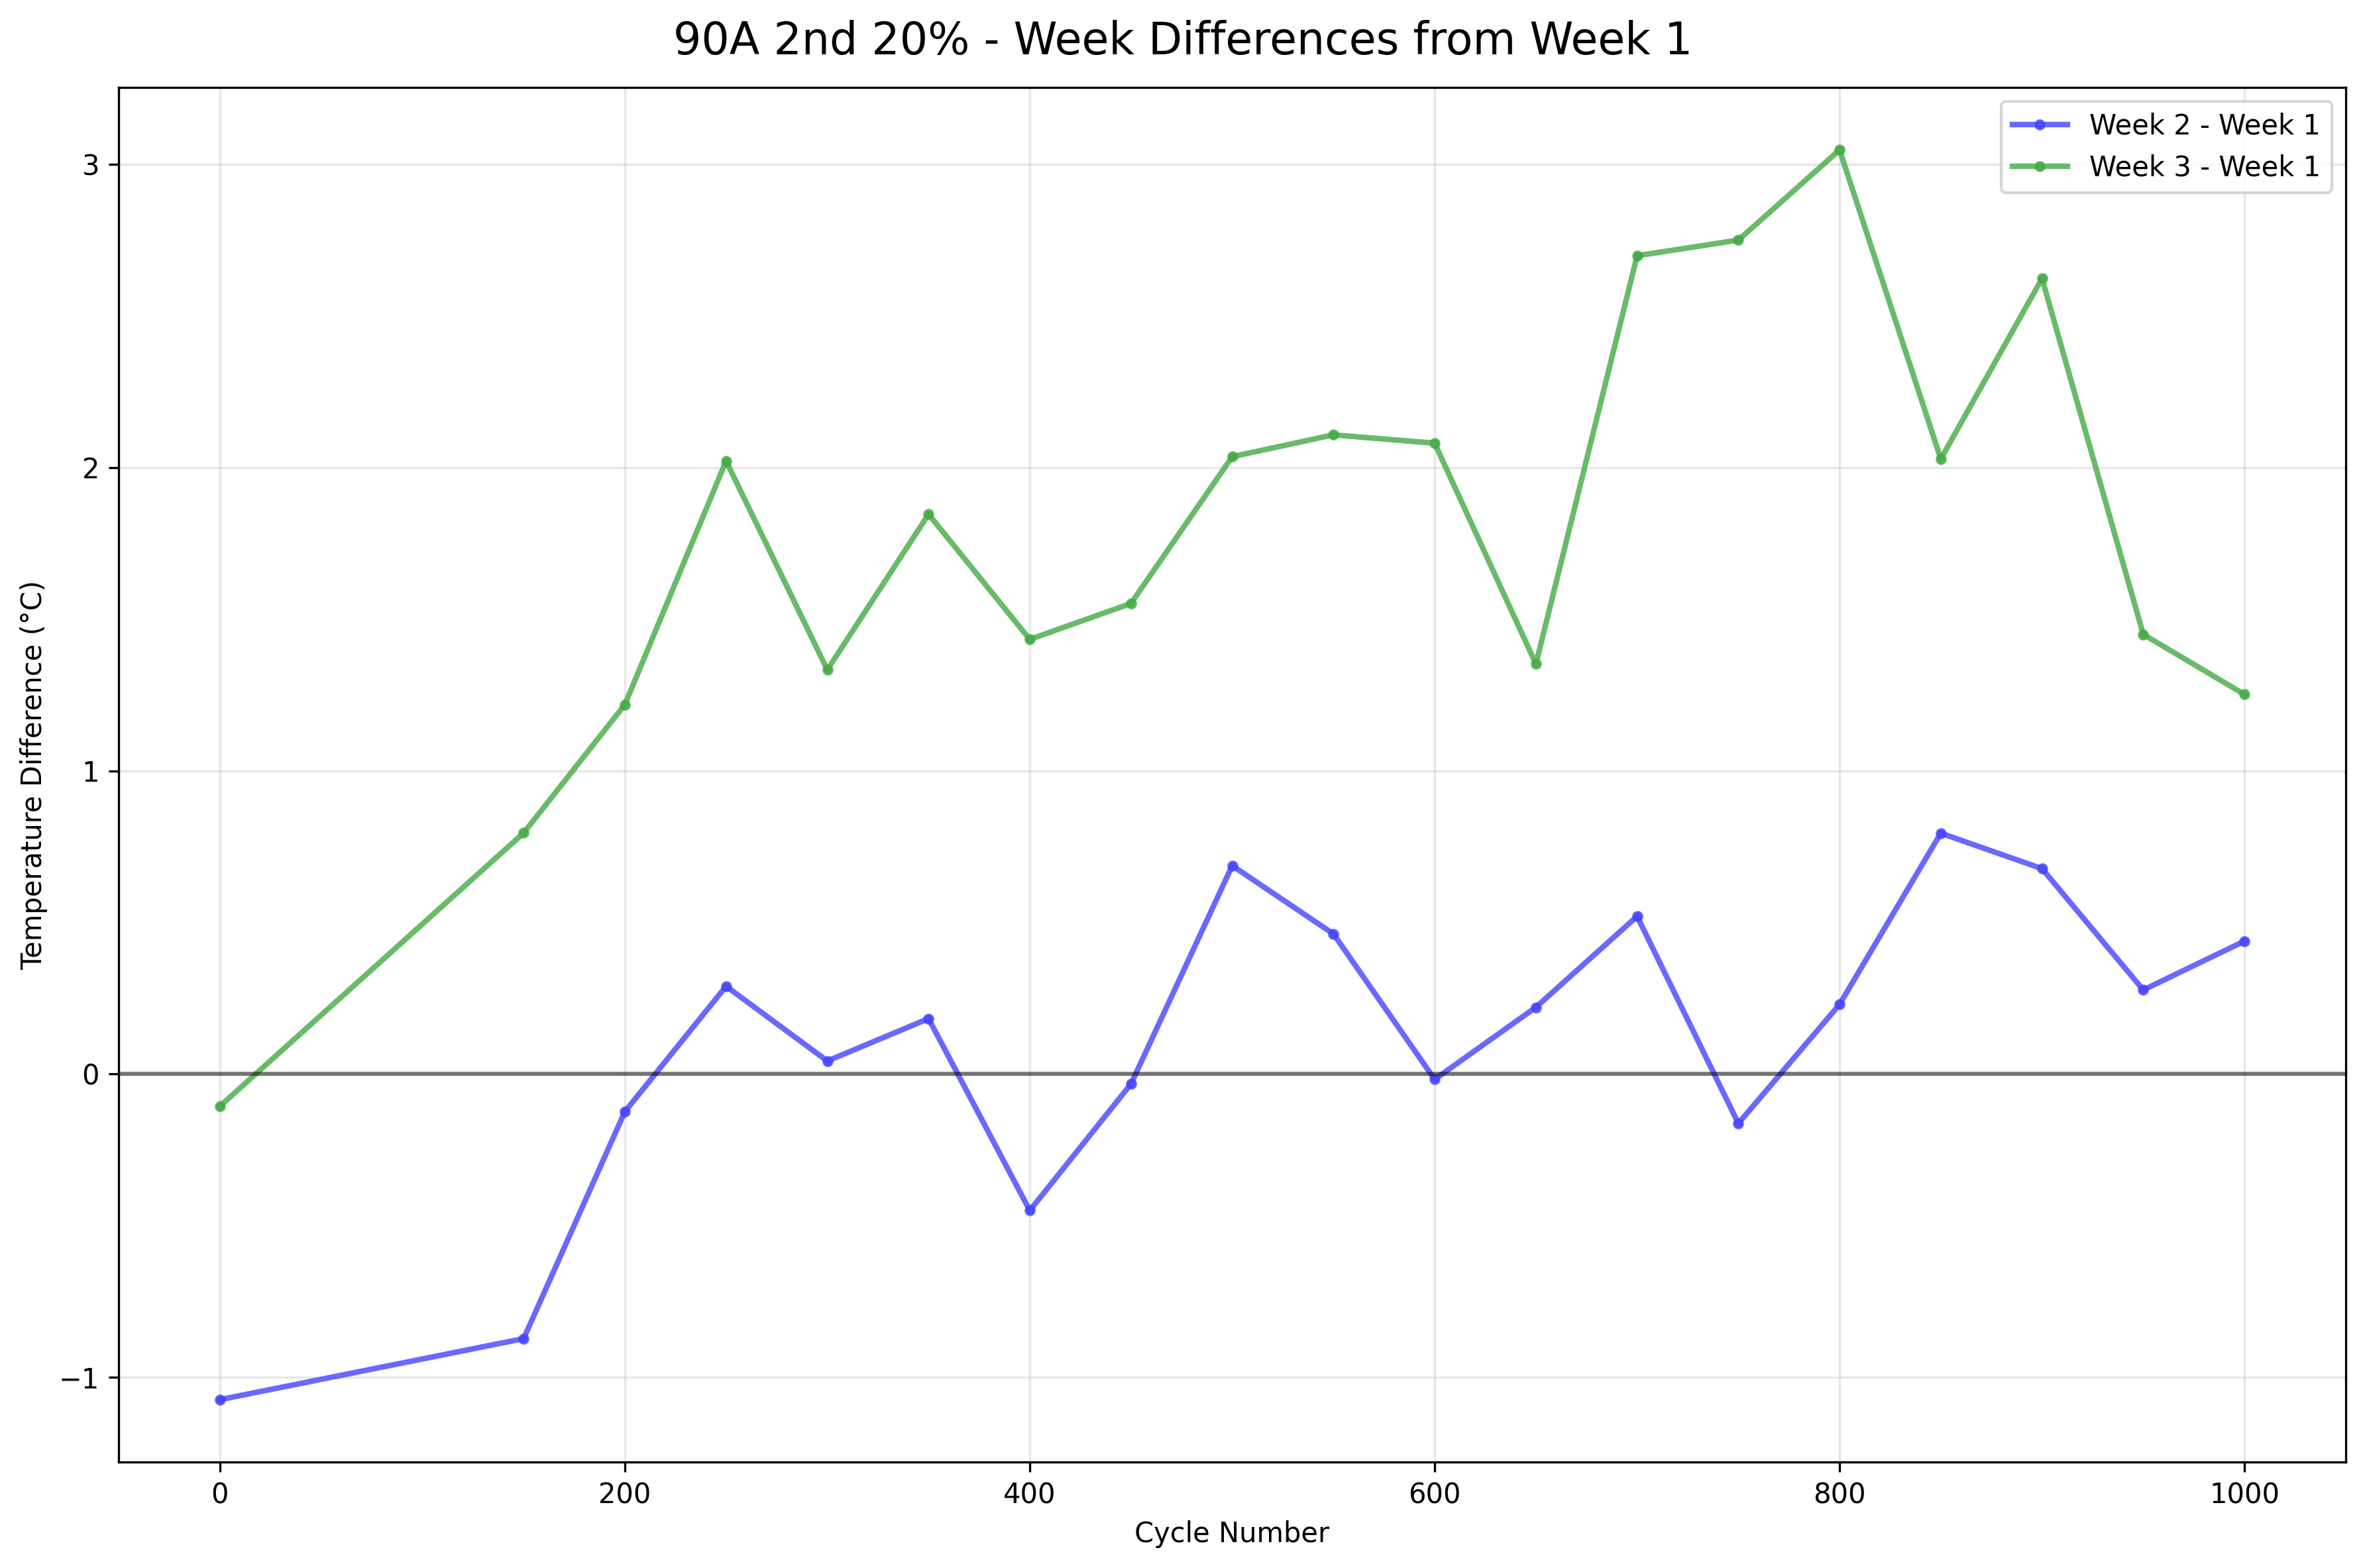 90A 2nd 20% - Week Differences from Week 1
Week 2 - Week 1
Week 3 - Week 1
Temperature Difference (°C)
3
2
1
0
−1
0 200 400 600 800 1000
Cycle Number